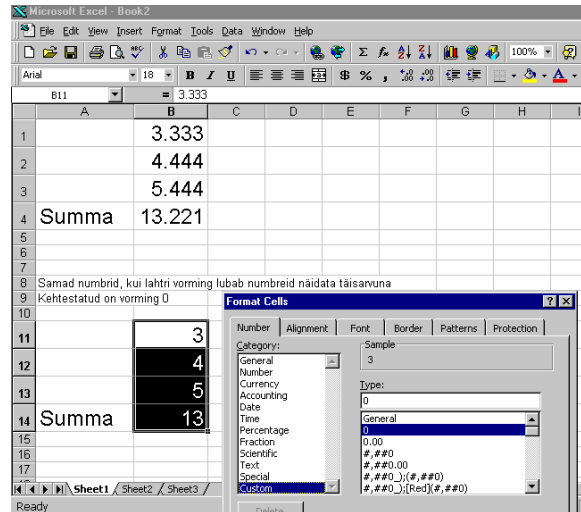 Microsoft Excel - Book2
File Edit View Insert Format Tools Data Window Help
100%
Arial 18 B I U $ % , .00
B11 = 3.333
A B C D E F G H I
1 3.333
2 4.444
3 5.444
4 Summa 13.221
5
6
7
8 Samad numbrid, kui lahtri vorming lubab numbreid näidata täisarvuna
9 Kehtestatud on vorming 0
10
11 3
12 4
13 5
14 Summa 13
15
16
17
Format Cells
Number Alignment Font Border Patterns Protection
Category:
General
Number
Currency
Accounting
Date
Time
Percentage
Fraction
Scientific
Text
Special
Custom
Sample
3
Type:
0
General
0
0.00
#,##0
#,##0.00
#,##0_);(#,##0)
#,##0_);[Red](#,##0)
Delete
Sheet1 Sheet2 Sheet3
Ready